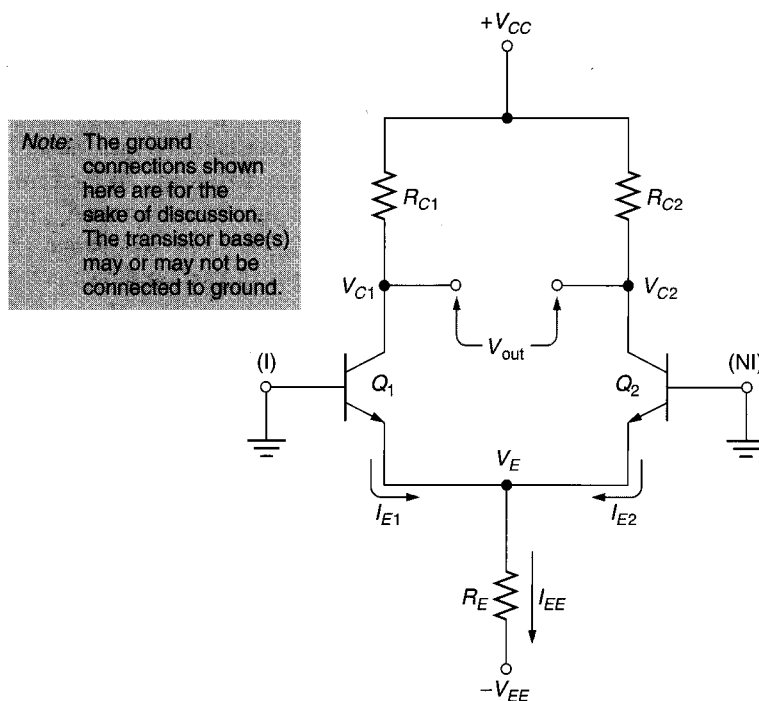 +V_CC
Note: The ground
connections shown
here are for the
sake of discussion.
The transistor base(s)
may or may not be
connected to ground.
R_C1
R_C2
V_C1
V_C2
V_out
(I)
(NI)
Q_1
Q_2
V_E
I_E1
I_E2
R_E
I_EE
-V_EE